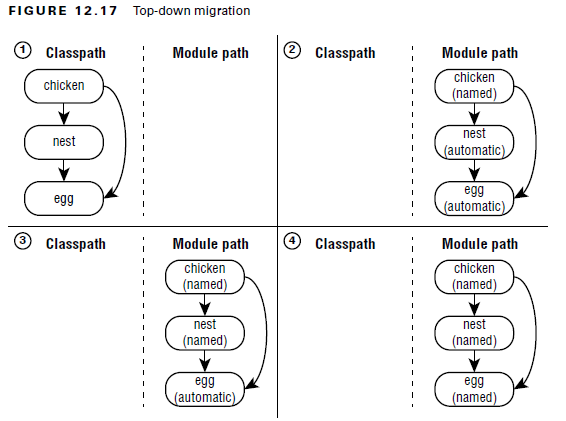 FIGURE 12.17 Top-down migration
1 Classpath Module path
chicken
nest
egg
2 Classpath Module path
chicken
(named)
nest
(automatic)
egg
(automatic)
3 Classpath Module path
chicken
(named)
nest
(named)
egg
(automatic)
4 Classpath Module path
chicken
(named)
nest
(named)
egg
(named)